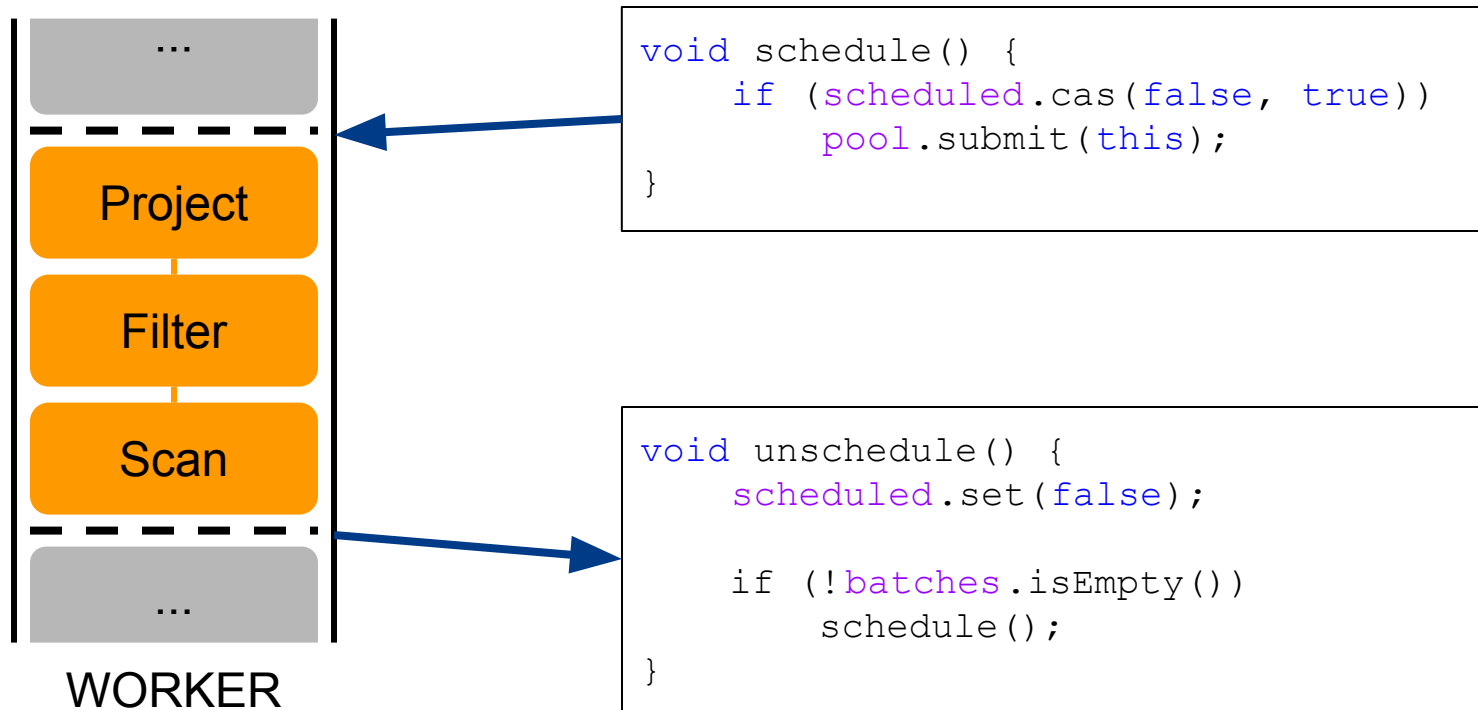 ...
Project
Filter
Scan
...
WORKER
void schedule() {
    if (scheduled.cas(false, true))
        pool.submit(this);
}
void unschedule() {
    scheduled.set(false);

    if (!batches.isEmpty())
        schedule();
}